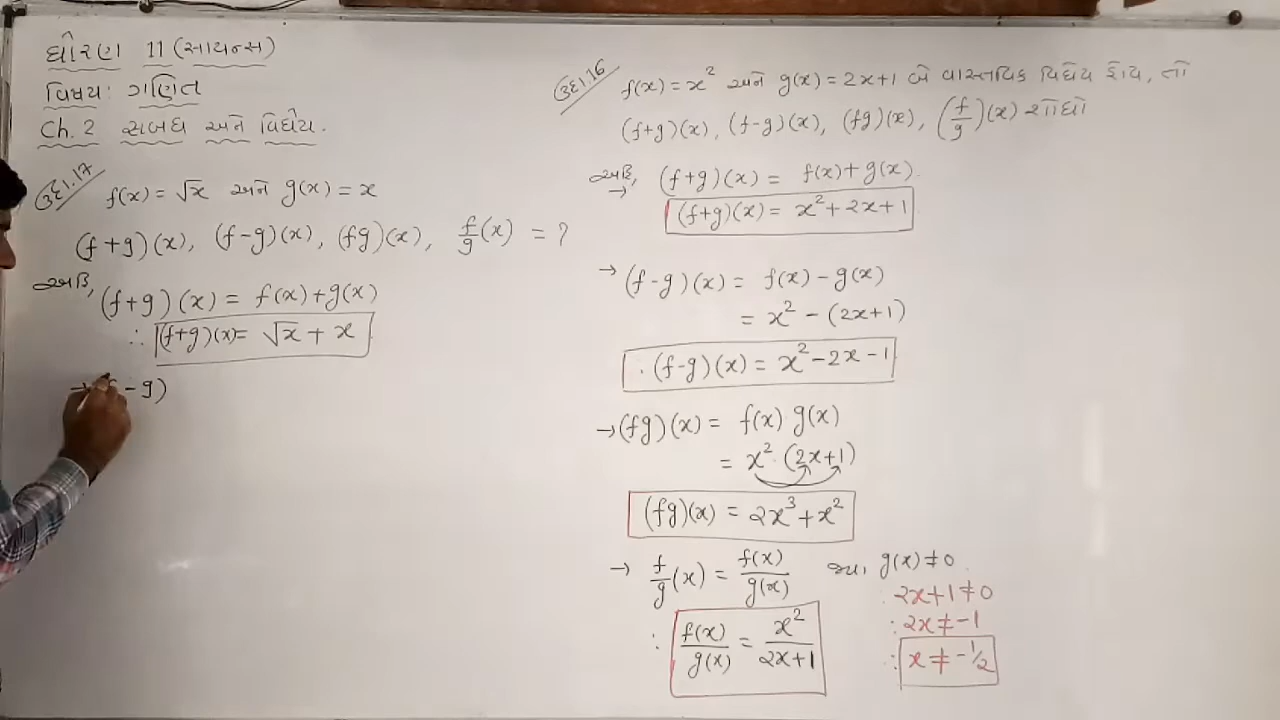 ધોરણ 11 (સાયન્સ)
વિષય: ગણિત
Ch. 2 સંબંધ અને વિધેય.
ઉદા.17
f(x) = √x અને g(x) = x
(f+g)(x), (f-g)(x), (fg)(x), f/g(x) = ?
(f+g)(x) = f(x)+g(x)
∴ (f+g)(x) = √x + x
→ -g)
ઉદા.16
f(x) = x² અને g(x) = 2x+1 બે વાસ્તવિક વિધેય હોય, તો
(f+g)(x), (f-g)(x), (fg)(x), (f/g)(x) શોધો
→ (f+g)(x) = f(x)+g(x).
(f+g)(x) = x²+2x+1
→ (f-g)(x) = f(x)-g(x)
= x² - (2x+1)
∴ (f-g)(x) = x²-2x-1
→ (fg)(x) = f(x) g(x)
= x²·(2x+1)
(fg)(x) = 2x³+x²
→ f/g(x) = f(x)/g(x) જ્યાં g(x)≠0
2x+1≠0
∴ 2x≠-1
∴ f(x)/g(x) = x²/2x+1 ∴ x≠-1/2